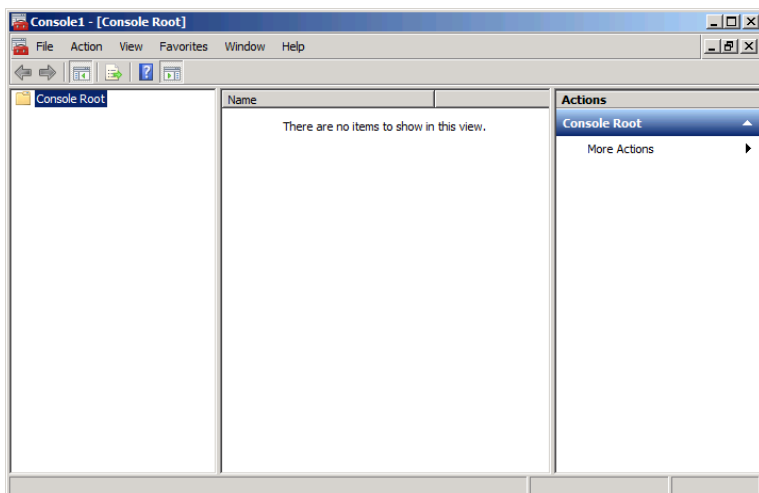 Console1 - [Console Root]
File Action View Favorites Window Help
Console Root
Name
There are no items to show in this view.
Actions
Console Root
More Actions